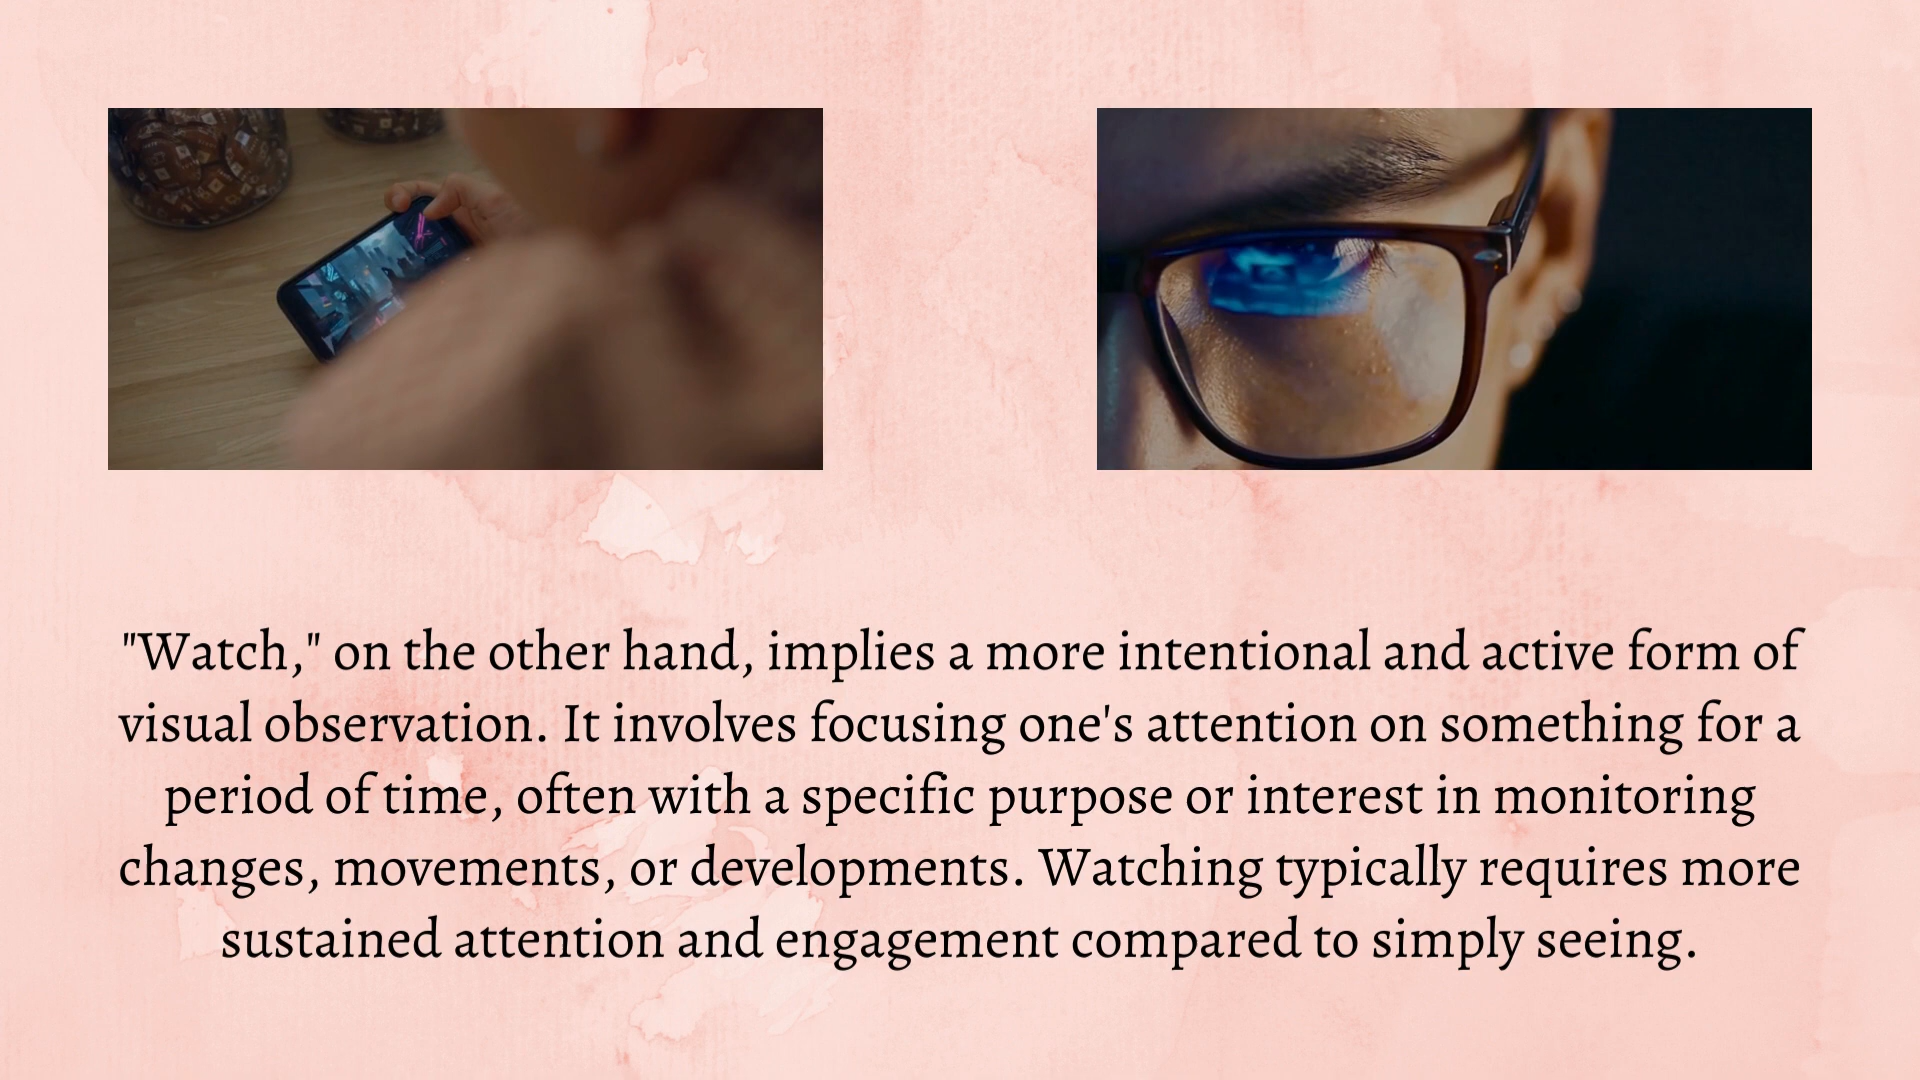 "Watch," on the other hand, implies a more intentional and active form of
visual observation. It involves focusing one's attention on something for a
period of time, often with a specific purpose or interest in monitoring
changes, movements, or developments. Watching typically requires more
sustained attention and engagement compared to simply seeing.